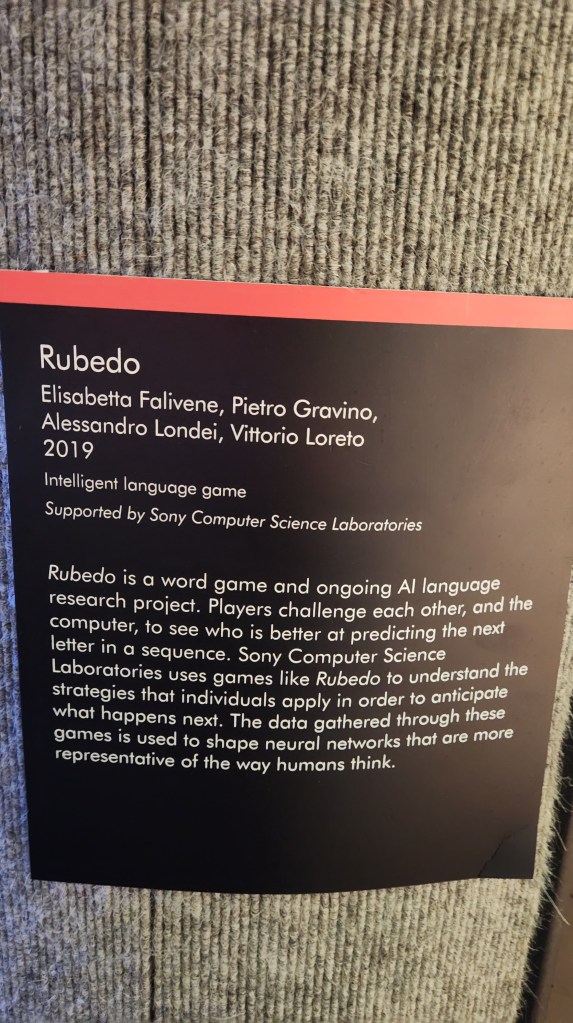 Rubedo
Elisabetta Falivene, Pietro Gravino,
Alessandro Londei, Vittorio Loreto
2019
Intelligent language game
Supported by Sony Computer Science Laboratories
Rubedo is a word game and ongoing AI language
research project. Players challenge each other, and the
computer, to see who is better at predicting the next
letter in a sequence. Sony Computer Science
Laboratories uses games like Rubedo to understand the
strategies that individuals apply in order to anticipate
what happens next. The data gathered through these
games is used to shape neural networks that are more
representative of the way humans think.